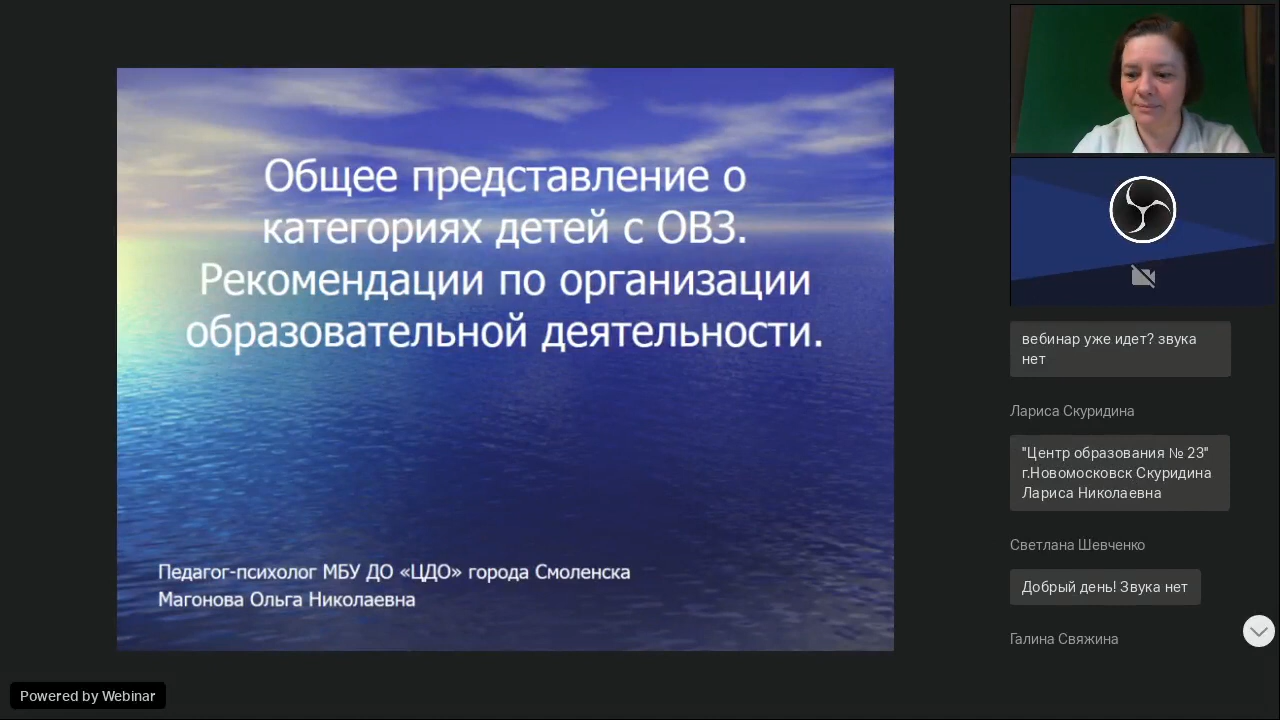 Общее представление о
категориях детей с ОВЗ.
Рекомендации по организации
образовательной деятельности.
Педагог-психолог МБУ ДО «ЦДО» города Смоленска
Магонова Ольга Николаевна
вебинар уже идет? звука
нет
Лариса Скуридина
"Центр образования № 23"
г.Новомосковск Скуридина
Лариса Николаевна
Светлана Шевченко
Добрый день! Звука нет
Галина Свяжина
Powered by Webinar